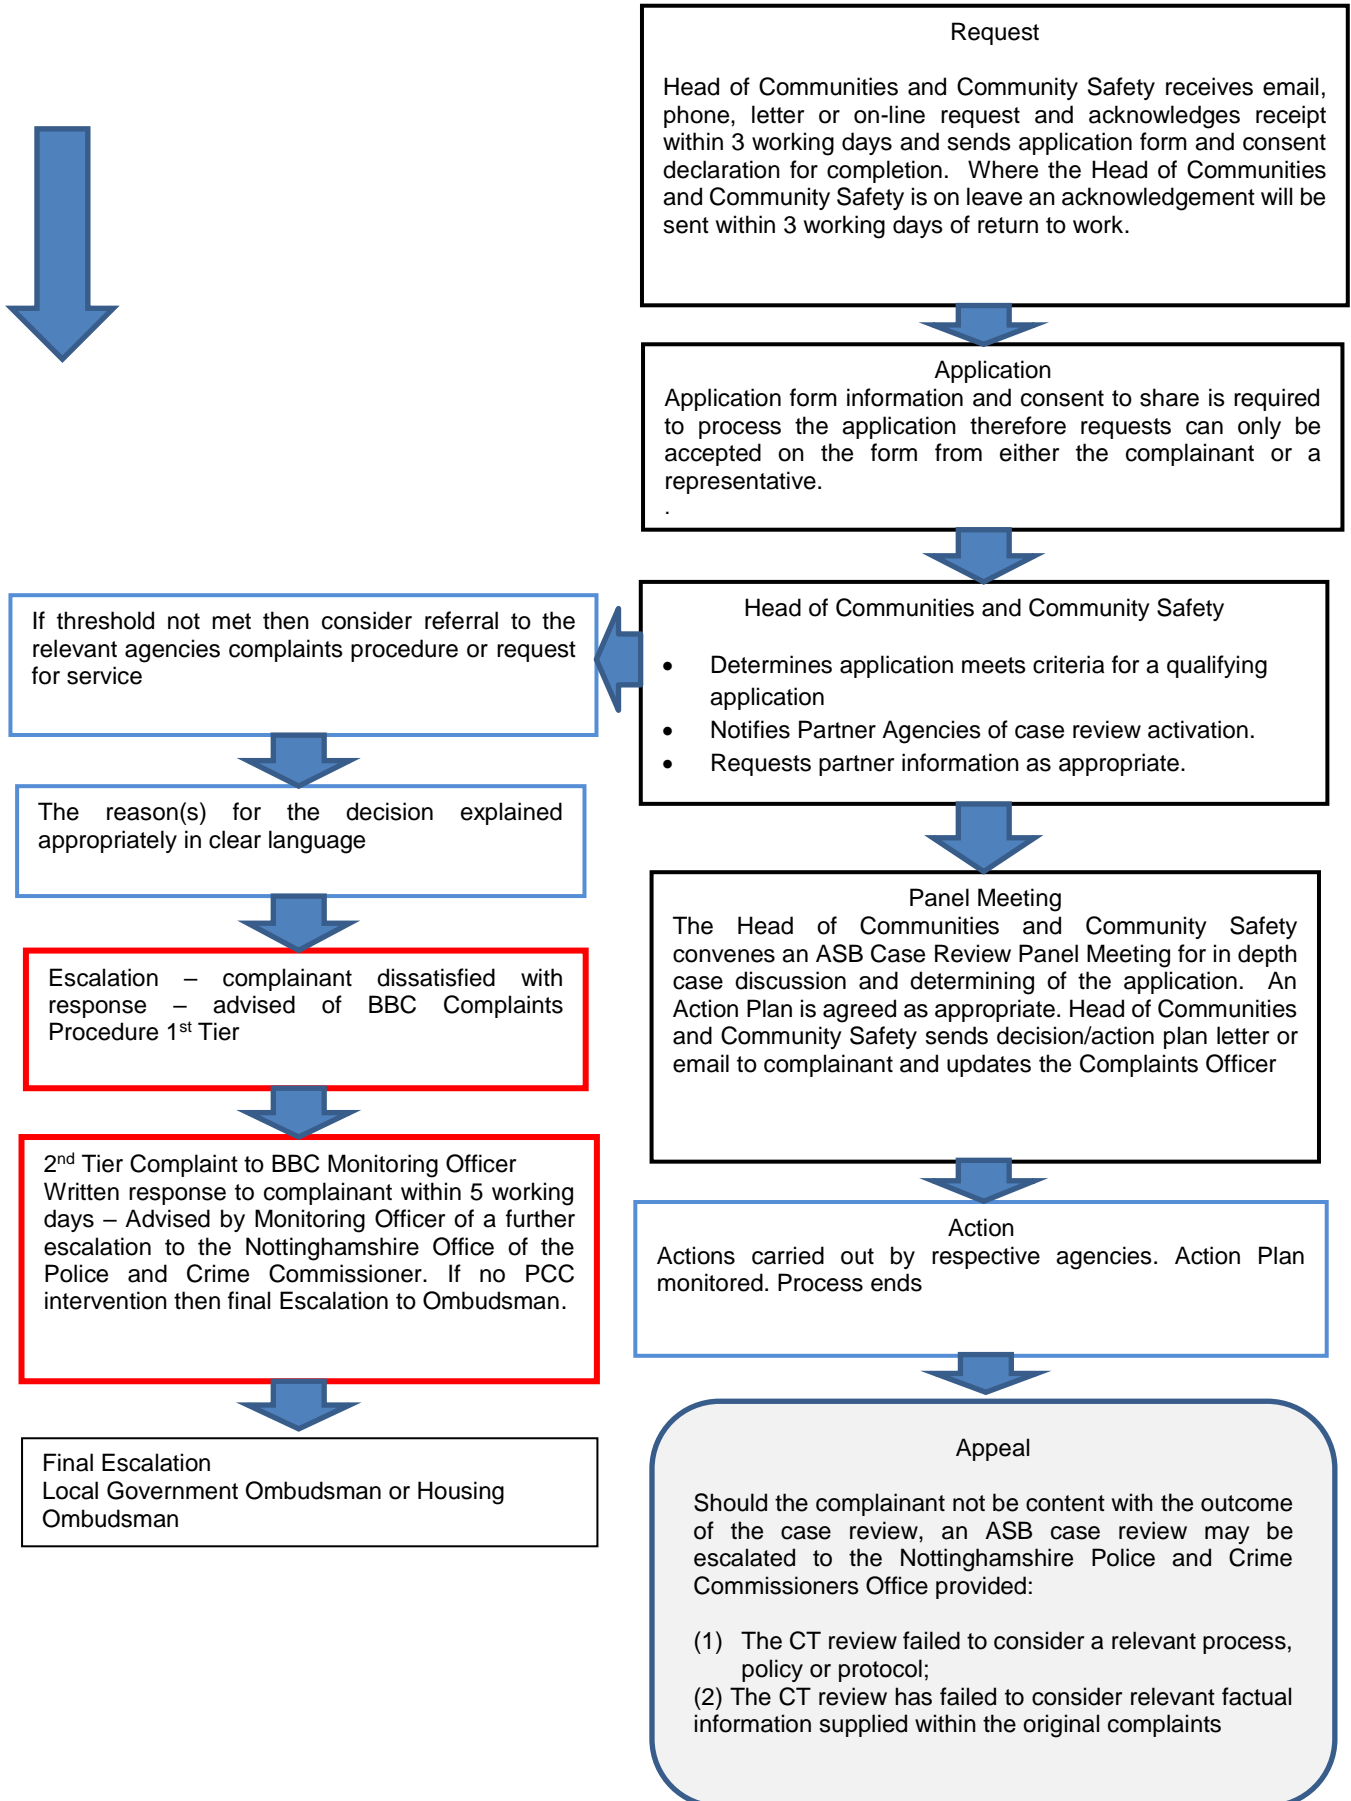 Request
Head of Communities and Community Safety receives email,
phone, letter or on-line request and acknowledges receipt
within 3 working days and sends application form and consent
declaration for completion.  Where the Head of Communities
and Community Safety is on leave an acknowledgement will be
sent within 3 working days of return to work.
Application
Application form information and consent to share is required
to process the application therefore requests can only be
accepted on the form from either the complainant or a
representative.
.
Head of Communities and Community Safety
• Determines application meets criteria for a qualifying
application
• Notifies Partner Agencies of case review activation.
• Requests partner information as appropriate.
If threshold not met then consider referral to the
relevant agencies complaints procedure or request
for service
The reason(s) for the decision explained
appropriately in clear language
Escalation – complainant dissatisfied with
response – advised of BBC Complaints
Procedure 1st Tier
2nd Tier Complaint to BBC Monitoring Officer
Written response to complainant within 5 working
days – Advised by Monitoring Officer of a further
escalation to the Nottinghamshire Office of the
Police and Crime Commissioner. If no PCC
intervention then final Escalation to Ombudsman.
Final Escalation
Local Government Ombudsman or Housing
Ombudsman
Panel Meeting
The Head of Communities and Community Safety
convenes an ASB Case Review Panel Meeting for in depth
case discussion and determining of the application.  An
Action Plan is agreed as appropriate. Head of Communities
and Community Safety sends decision/action plan letter or
email to complainant and updates the Complaints Officer
Action
Actions carried out by respective agencies. Action Plan
monitored. Process ends
Appeal
Should the complainant not be content with the outcome
of the case review, an ASB case review may be
escalated to the Nottinghamshire Police and Crime
Commissioners Office provided:
(1) The CT review failed to consider a relevant process,
policy or protocol;
(2) The CT review has failed to consider relevant factual
information supplied within the original complaints